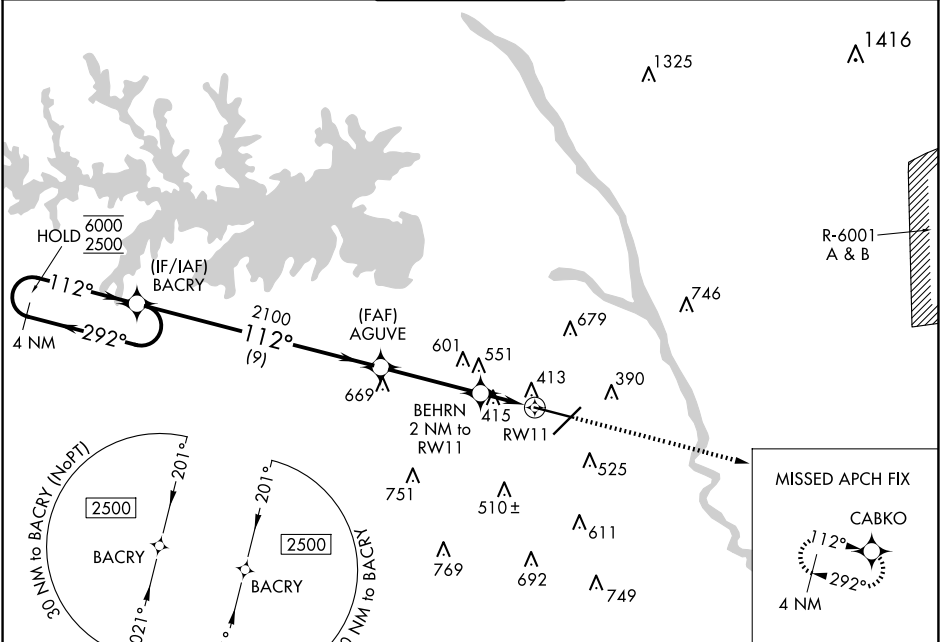 1325
1416
HOLD 6000
2500
R-6001
A & B
(IF/IAF)
BACRY
112°
292°
4 NM
2100
112°
(9)
(FAF)
AGUVE
746
679
601
551
669
413
390
BEHRN
2 NM to
RW11
415
RW11
525
751
510±
611
769
692
749
30 NM to BACRY (NoPT)
2500
201°
BACRY
021°
201°
2500
BACRY
NM to BACRY
MISSED APCH FIX
CABKO
112°
292°
4 NM